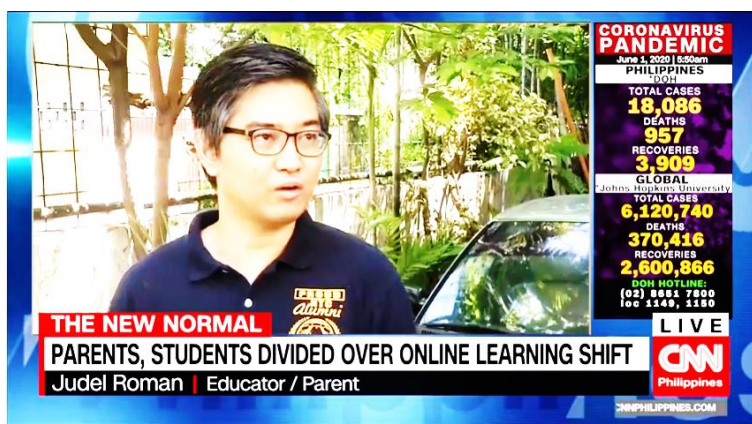 CORONAVIRUS
PANDEMIC
June 1, 2020 | 5:50am
PHILIPPINES
*DOH
TOTAL CASES
18,086
DEATHS
957
RECOVERIES
3,909
GLOBAL
*Johns Hopkins University
TOTAL CASES
6,120,740
DEATHS
370,416
RECOVERIES
2,600,866
DOH HOTLINE:
(02) 8651 7800
loc 1149, 1150
Alumni
THE NEW NORMAL
PARENTS, STUDENTS DIVIDED OVER ONLINE LEARNING SHIFT
Judel Roman | Educator / Parent
LIVE
CNN
Philippines
CNNPHILIPPINES.COM